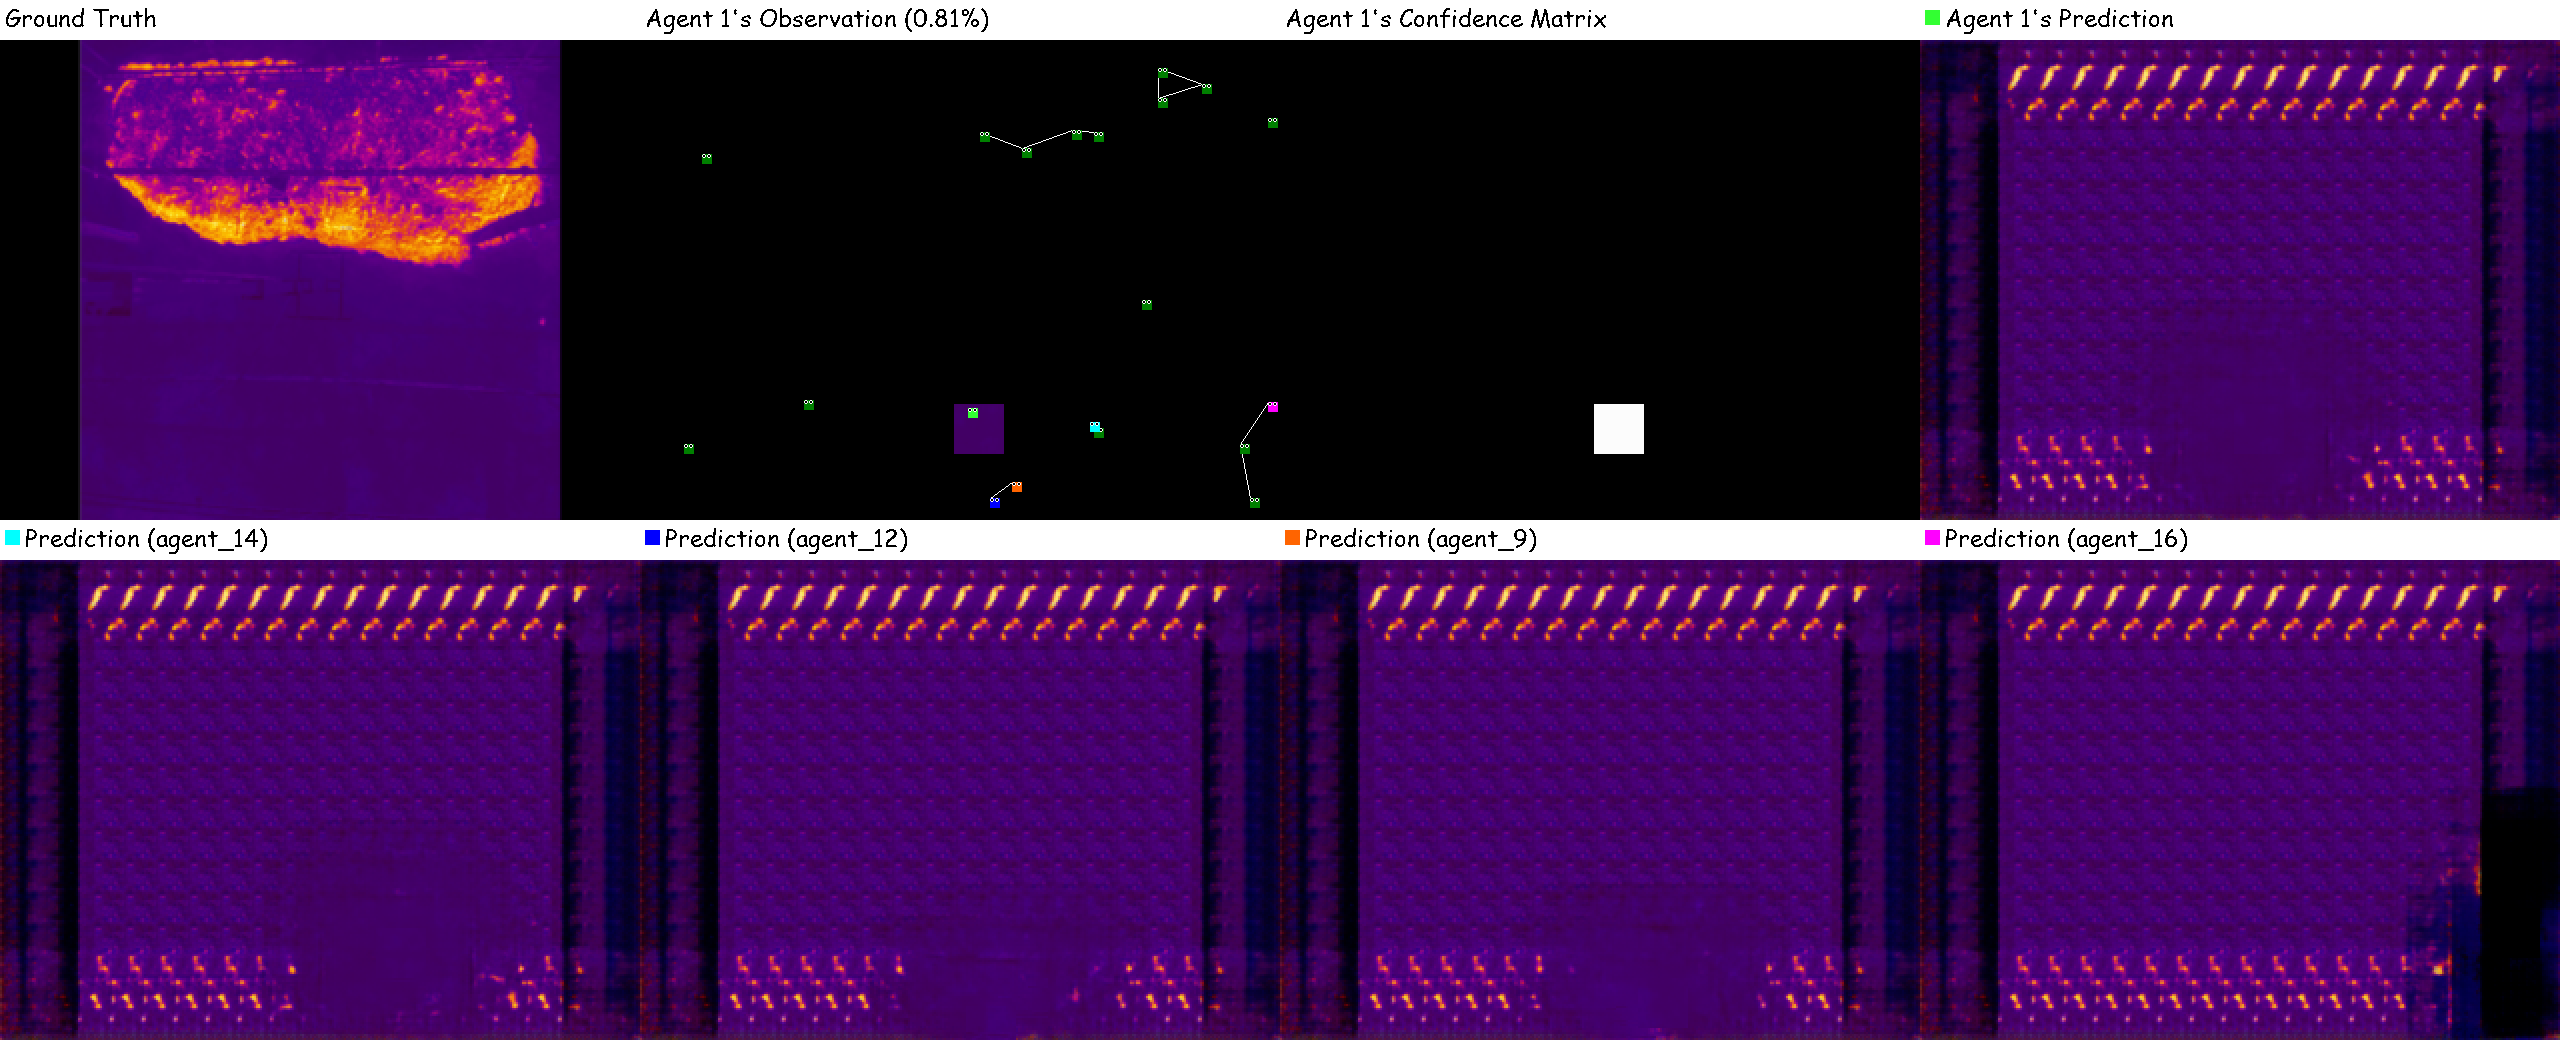 Ground Truth
Agent 1's Observation (0.81%)
Agent 1's Confidence Matrix
Agent 1's Prediction
Prediction (agent_14)
Prediction (agent_12)
Prediction (agent_9)
Prediction (agent_16)